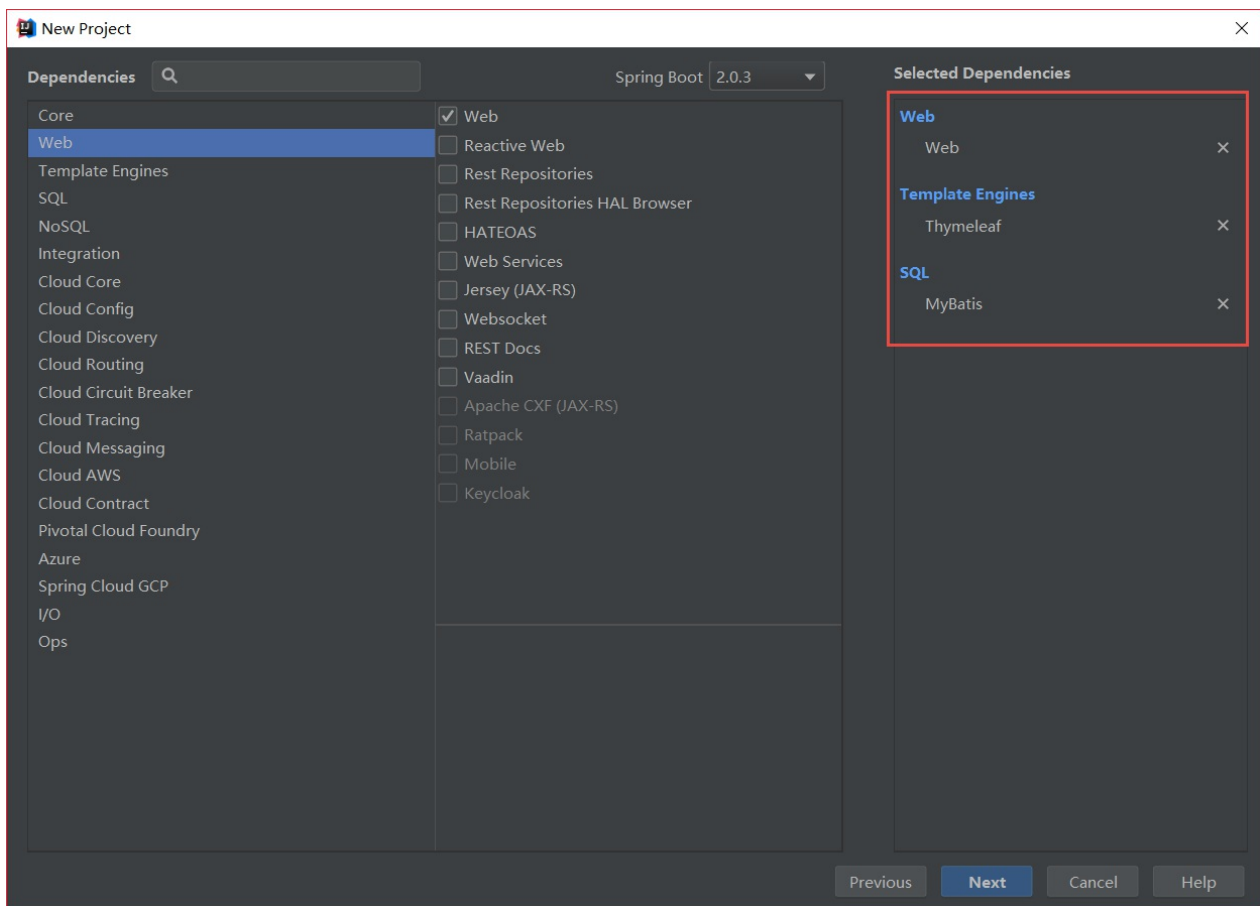 New Project
Dependencies
Spring Boot 2.0.3
Core
Web
Template Engines
SQL
NoSQL
Integration
Cloud Core
Cloud Config
Cloud Discovery
Cloud Routing
Cloud Circuit Breaker
Cloud Tracing
Cloud Messaging
Cloud AWS
Cloud Contract
Pivotal Cloud Foundry
Azure
Spring Cloud GCP
I/O
Ops
Web
Reactive Web
Rest Repositories
Rest Repositories HAL Browser
HATEOAS
Web Services
Jersey (JAX-RS)
Websocket
REST Docs
Vaadin
Apache CXF (JAX-RS)
Ratpack
Mobile
Keycloak
Selected Dependencies
Web
Web
Template Engines
Thymeleaf
SQL
MyBatis
Previous
Next
Cancel
Help